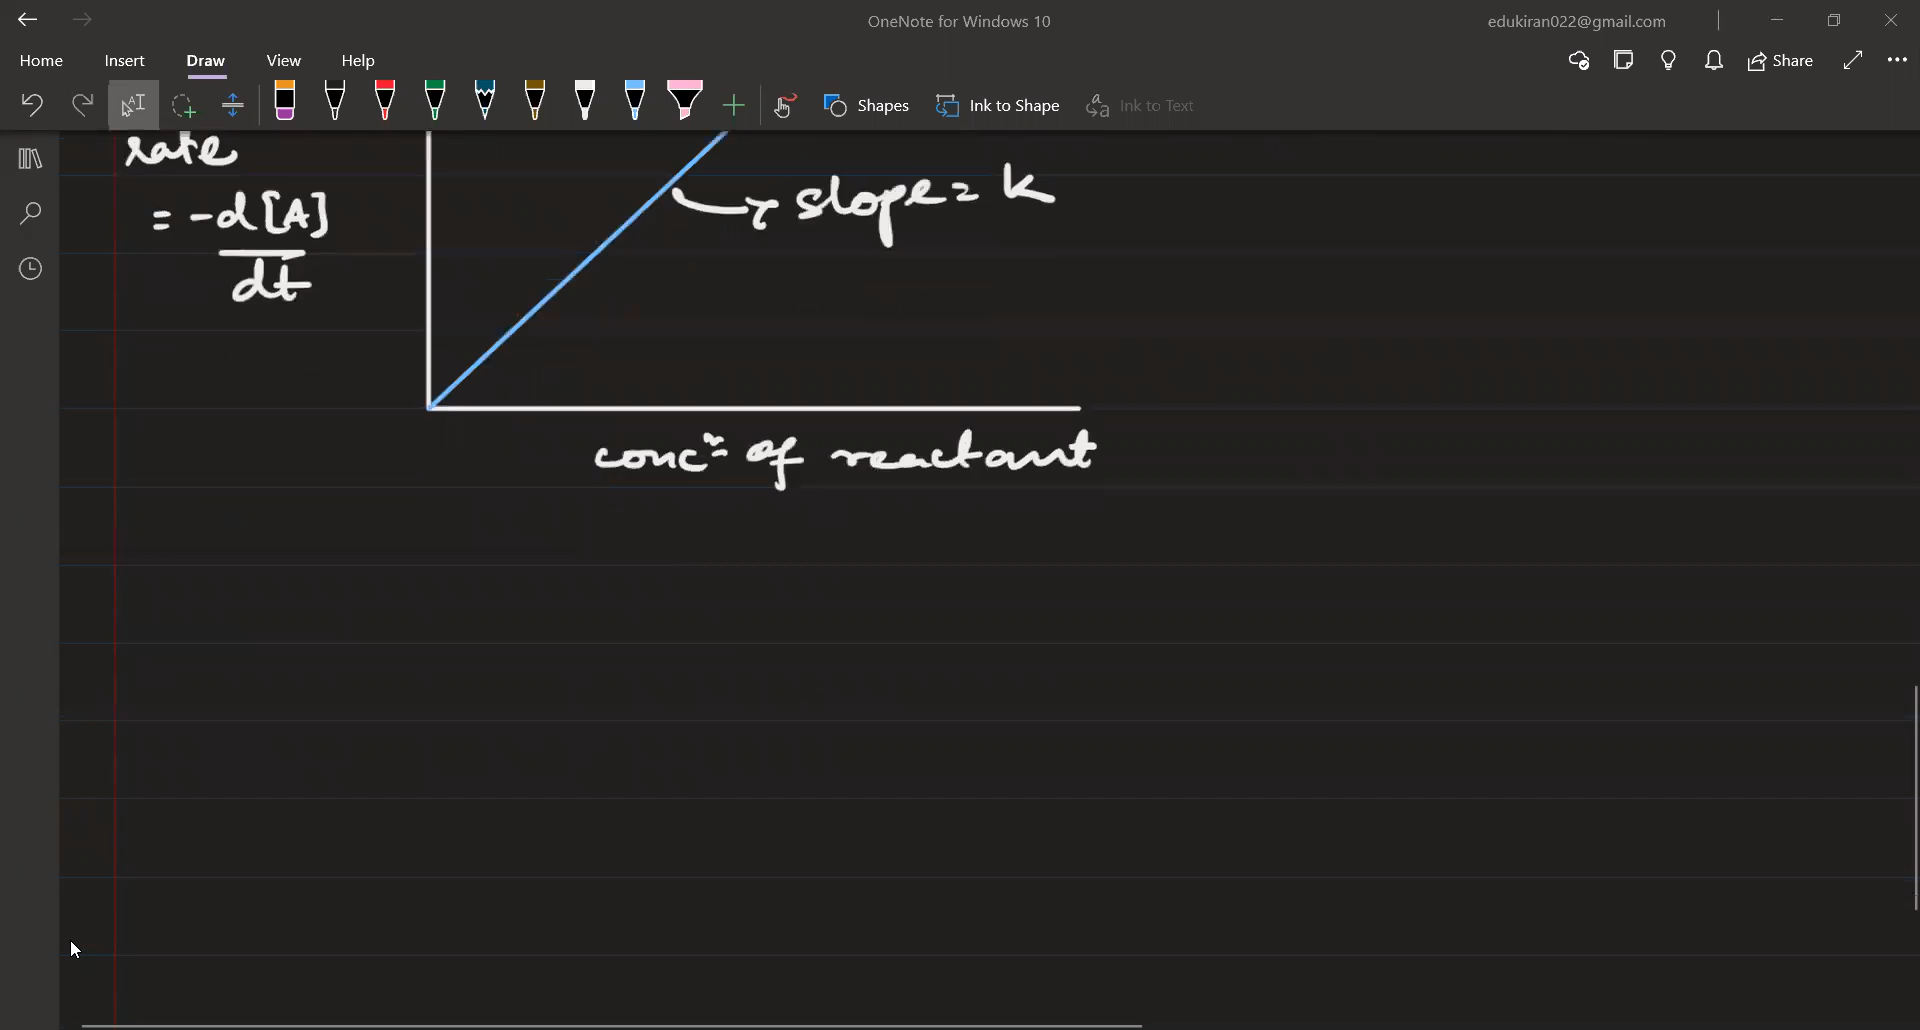 OneNote for Windows 10
edukiran022@gmail.com
Home Insert Draw View Help
Share
Shapes Ink to Shape Ink to Text
rate
= -d[A]
dt
slope = k
concⁿ of reactant